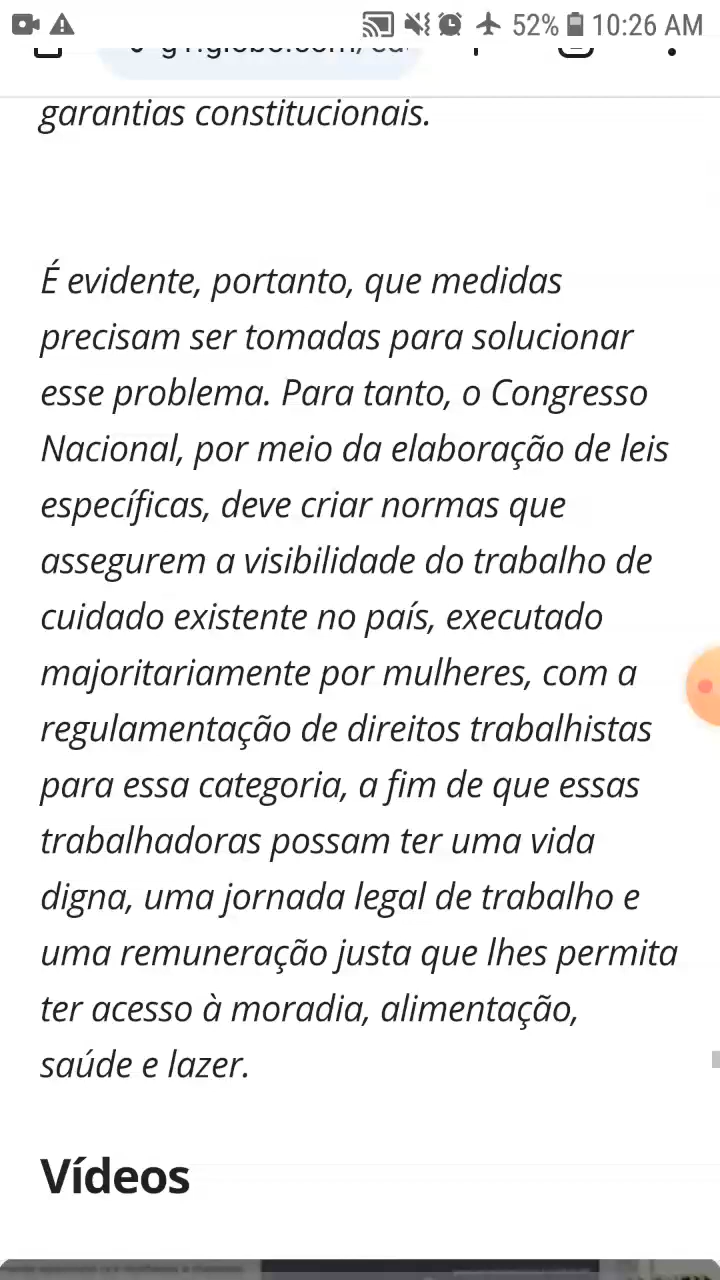 52% 10:26 AM
garantias constitucionais.
É evidente, portanto, que medidas
precisam ser tomadas para solucionar
esse problema. Para tanto, o Congresso
Nacional, por meio da elaboração de leis
específicas, deve criar normas que
assegurem a visibilidade do trabalho de
cuidado existente no país, executado
majoritariamente por mulheres, com a
regulamentação de direitos trabalhistas
para essa categoria, a fim de que essas
trabalhadoras possam ter uma vida
digna, uma jornada legal de trabalho e
uma remuneração justa que lhes permita
ter acesso à moradia, alimentação,
saúde e lazer.
Vídeos